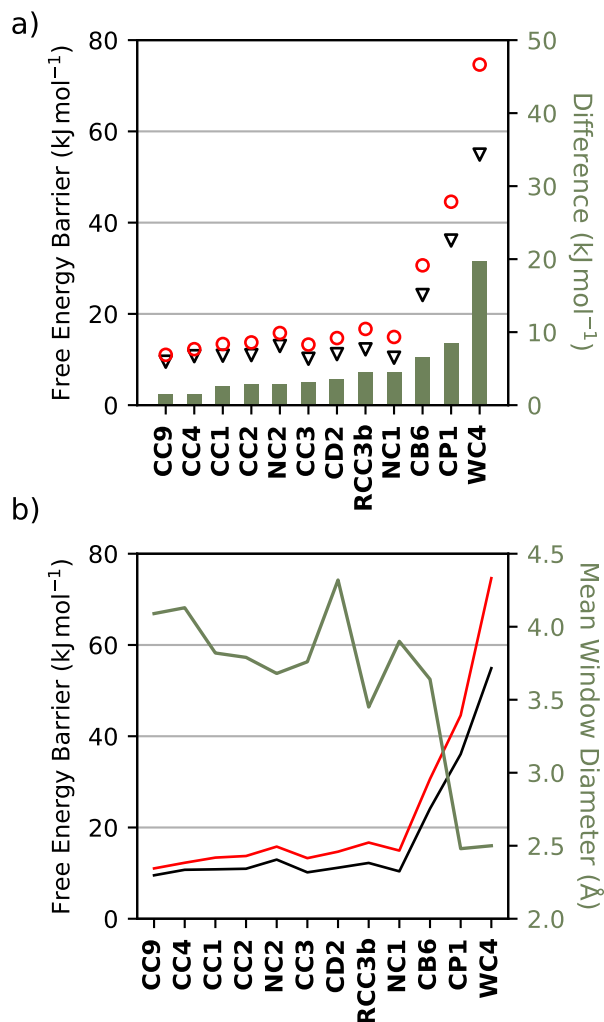 a)
Free Energy Barrier (kJ mol⁻¹)
80
60
40
20
0
50
40
30
20
10
0
Difference (kJ mol⁻¹)
CC9
CC4
CC1
CC2
NC2
CC3
CD2
RCC3b
NC1
CB6
CP1
WC4
b)
Free Energy Barrier (kJ mol⁻¹)
80
60
40
20
0
4.5
4.0
3.5
3.0
2.5
2.0
Mean Window Diameter (Å)
CC9
CC4
CC1
CC2
NC2
CC3
CD2
RCC3b
NC1
CB6
CP1
WC4